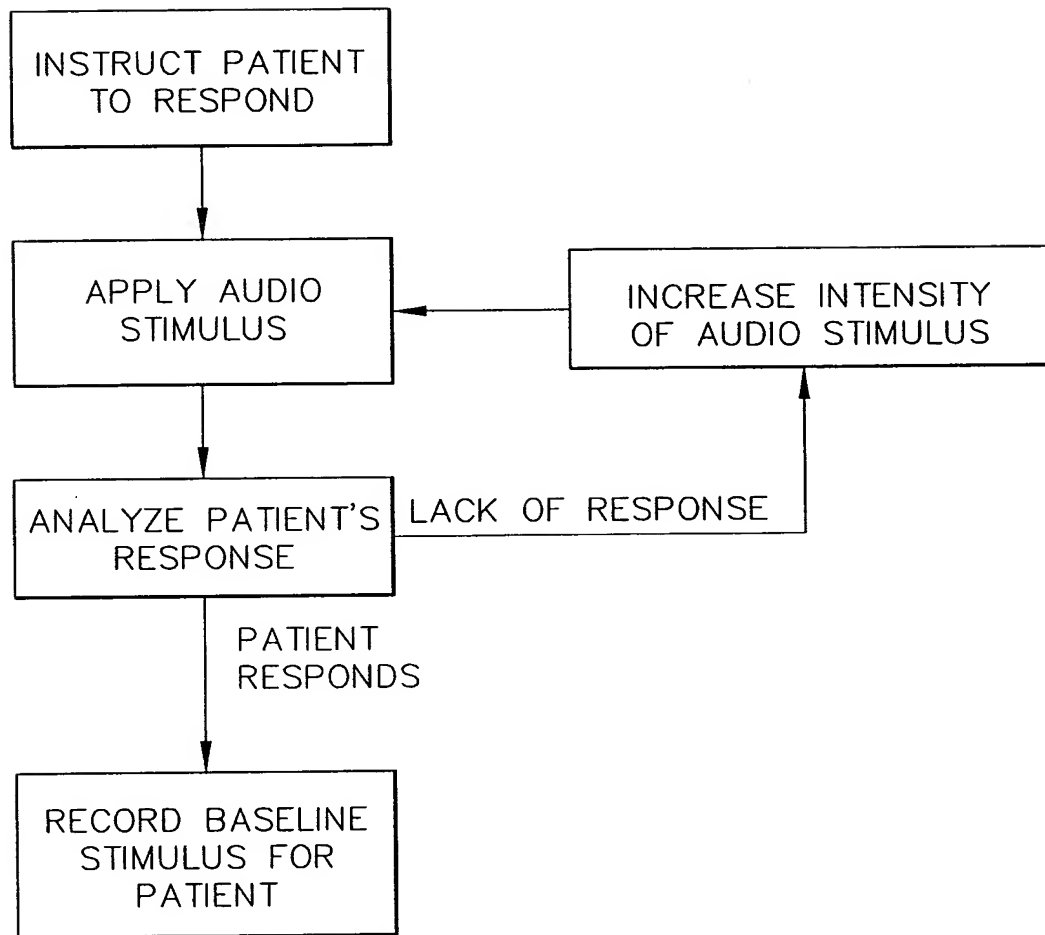 INSTRUCT PATIENT
TO RESPOND
APPLY AUDIO
STIMULUS
INCREASE INTENSITY
OF AUDIO STIMULUS
ANALYZE PATIENT'S
RESPONSE
LACK OF RESPONSE
PATIENT
RESPONDS
RECORD BASELINE
STIMULUS FOR
PATIENT